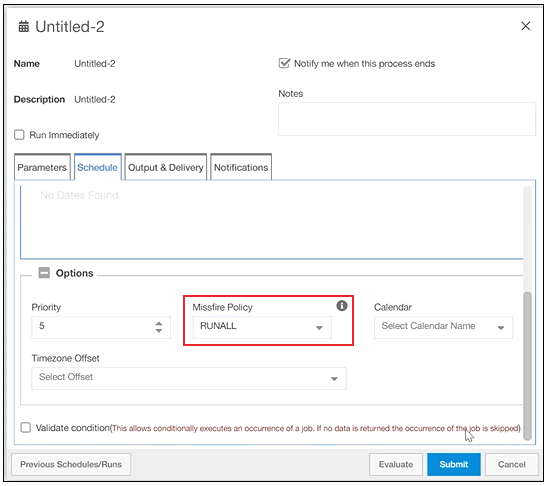 Untitled-2
Name Untitled-2
Notify me when this process ends
Description Untitled-2
Notes
Run Immediately
Parameters Schedule Output & Delivery Notifications
No Dates Found.
Options
Priority Missfire Policy Calendar
5 RUNALL Select Calendar Name
Timezone Offset
Select Offset
Validate condition(This allows conditionally executes an occurrence of a job. If no data is returned the occurrence of the job is skipped)
Previous Schedules/Runs Evaluate Submit Cancel